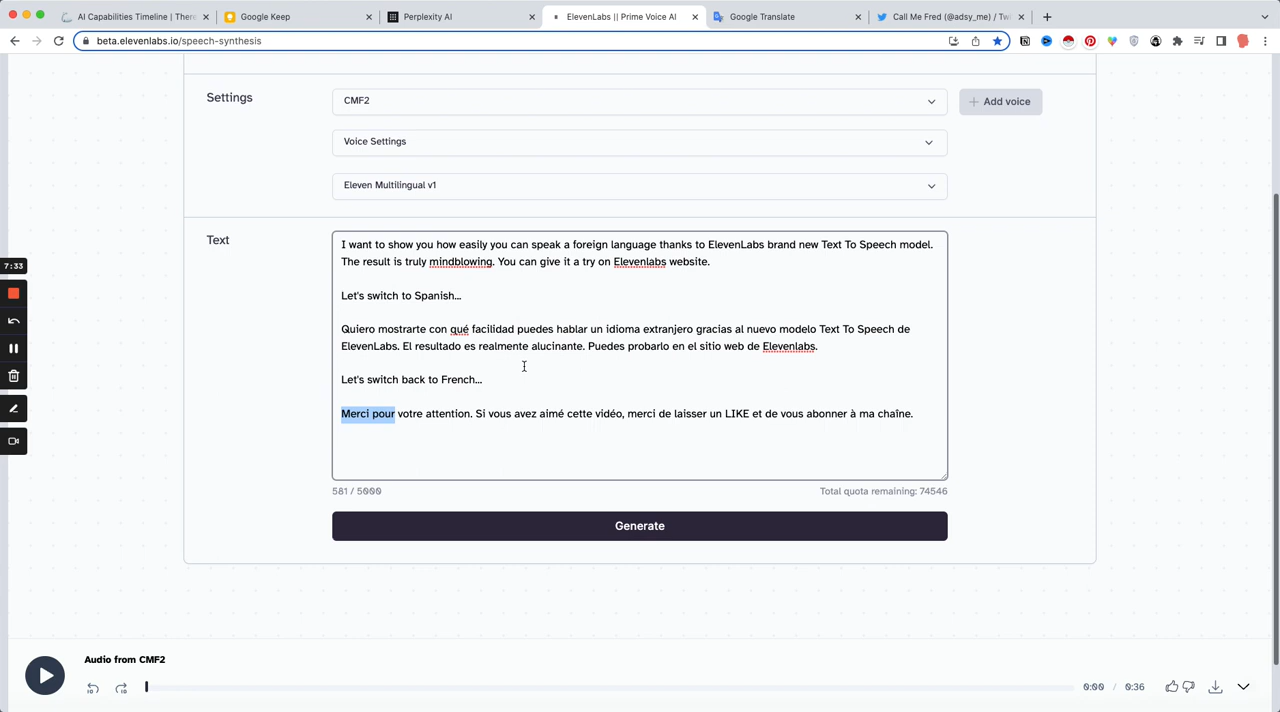 AI Capabilities Timeline | Ther
Google Keep
Perplexity AI
ElevenLabs || Prime Voice AI
Google Translate
Call Me Fred (@adsy_me) / Tw
beta.elevenlabs.io/speech-synthesis
Settings
CMF2
+ Add voice
Voice Settings
Eleven Multilingual v1
Text
I want to show you how easily you can speak a foreign language thanks to ElevenLabs brand new Text To Speech model.
The result is truly mindblowing. You can give it a try on Elevenlabs website.
Let's switch to Spanish...
Quiero mostrarte con qué facilidad puedes hablar un idioma extranjero gracias al nuevo modelo Text To Speech de
ElevenLabs. El resultado es realmente alucinante. Puedes probarlo en el sitio web de Elevenlabs.
Let's switch back to French...
Merci pour votre attention. Si vous avez aimé cette vidéo, merci de laisser un LIKE et de vous abonner à ma chaîne.
7:33
581 / 5000
Total quota remaining: 74546
Generate
Audio from CMF2
10
10
0:00 / 0:36